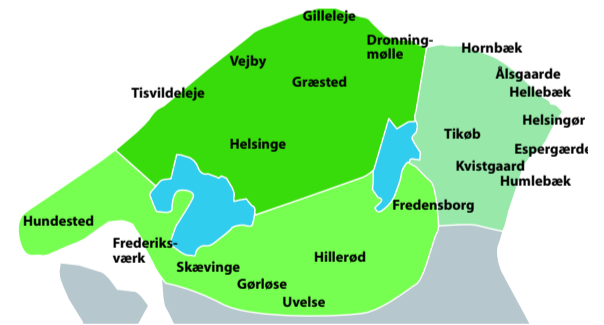 Gilleleje
Dronning-
mølle
Hornbæk
Vejby
Ålsgaarde
Græsted
Hellebæk
Tisvildeleje
Helsingør
Tikøb
Helsinge
Espergærde
Kvistgaard
Humlebæk
Fredensborg
Hundested
Frederiks-
værk
Hillerød
Skævinge
Gørløse
Uvelse